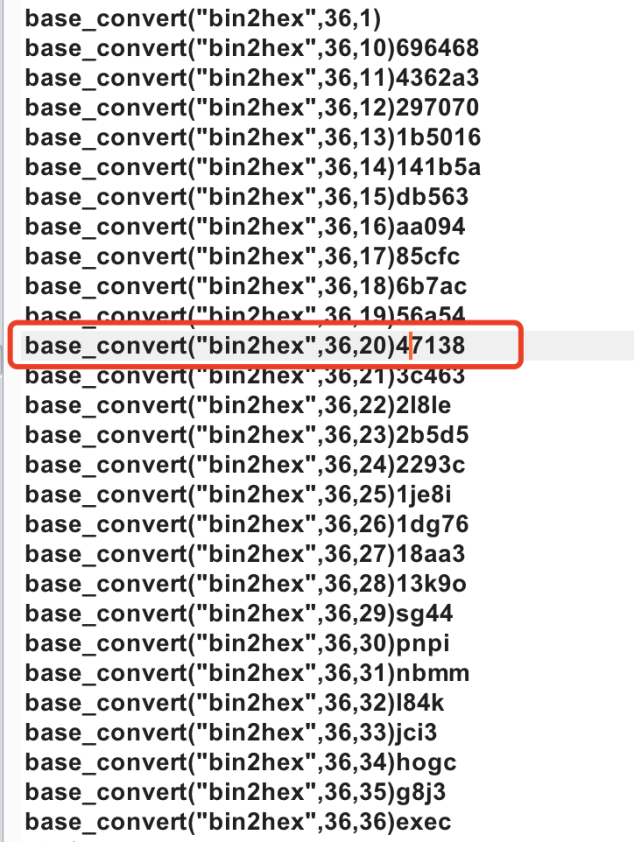 base_convert("bin2hex",36,1)
base_convert("bin2hex",36,10)696468
base_convert("bin2hex",36,11)4362a3
base_convert("bin2hex",36,12)297070
base_convert("bin2hex",36,13)1b5016
base_convert("bin2hex",36,14)141b5a
base_convert("bin2hex",36,15)db563
base_convert("bin2hex",36,16)aa094
base_convert("bin2hex",36,17)85cfc
base_convert("bin2hex",36,18)6b7ac
base_convert("bin2hex",36,19)56a54
base_convert("bin2hex",36,20)47138
base_convert("bin2hex",36,21)3c463
base_convert("bin2hex",36,22)2l8le
base_convert("bin2hex",36,23)2b5d5
base_convert("bin2hex",36,24)2293c
base_convert("bin2hex",36,25)1je8i
base_convert("bin2hex",36,26)1dg76
base_convert("bin2hex",36,27)18aa3
base_convert("bin2hex",36,28)13k9o
base_convert("bin2hex",36,29)sg44
base_convert("bin2hex",36,30)pnpi
base_convert("bin2hex",36,31)nbmm
base_convert("bin2hex",36,32)l84k
base_convert("bin2hex",36,33)jci3
base_convert("bin2hex",36,34)hogc
base_convert("bin2hex",36,35)g8j3
base_convert("bin2hex",36,36)exec